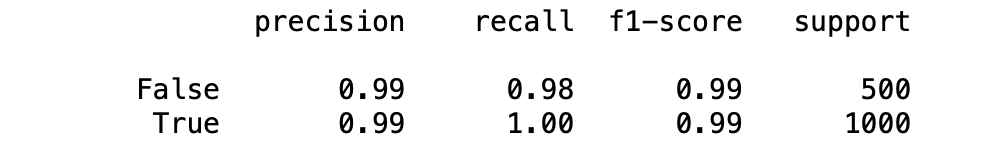 precision recall f1-score support
False 0.99 0.98 0.99 500
True 0.99 1.00 0.99 1000